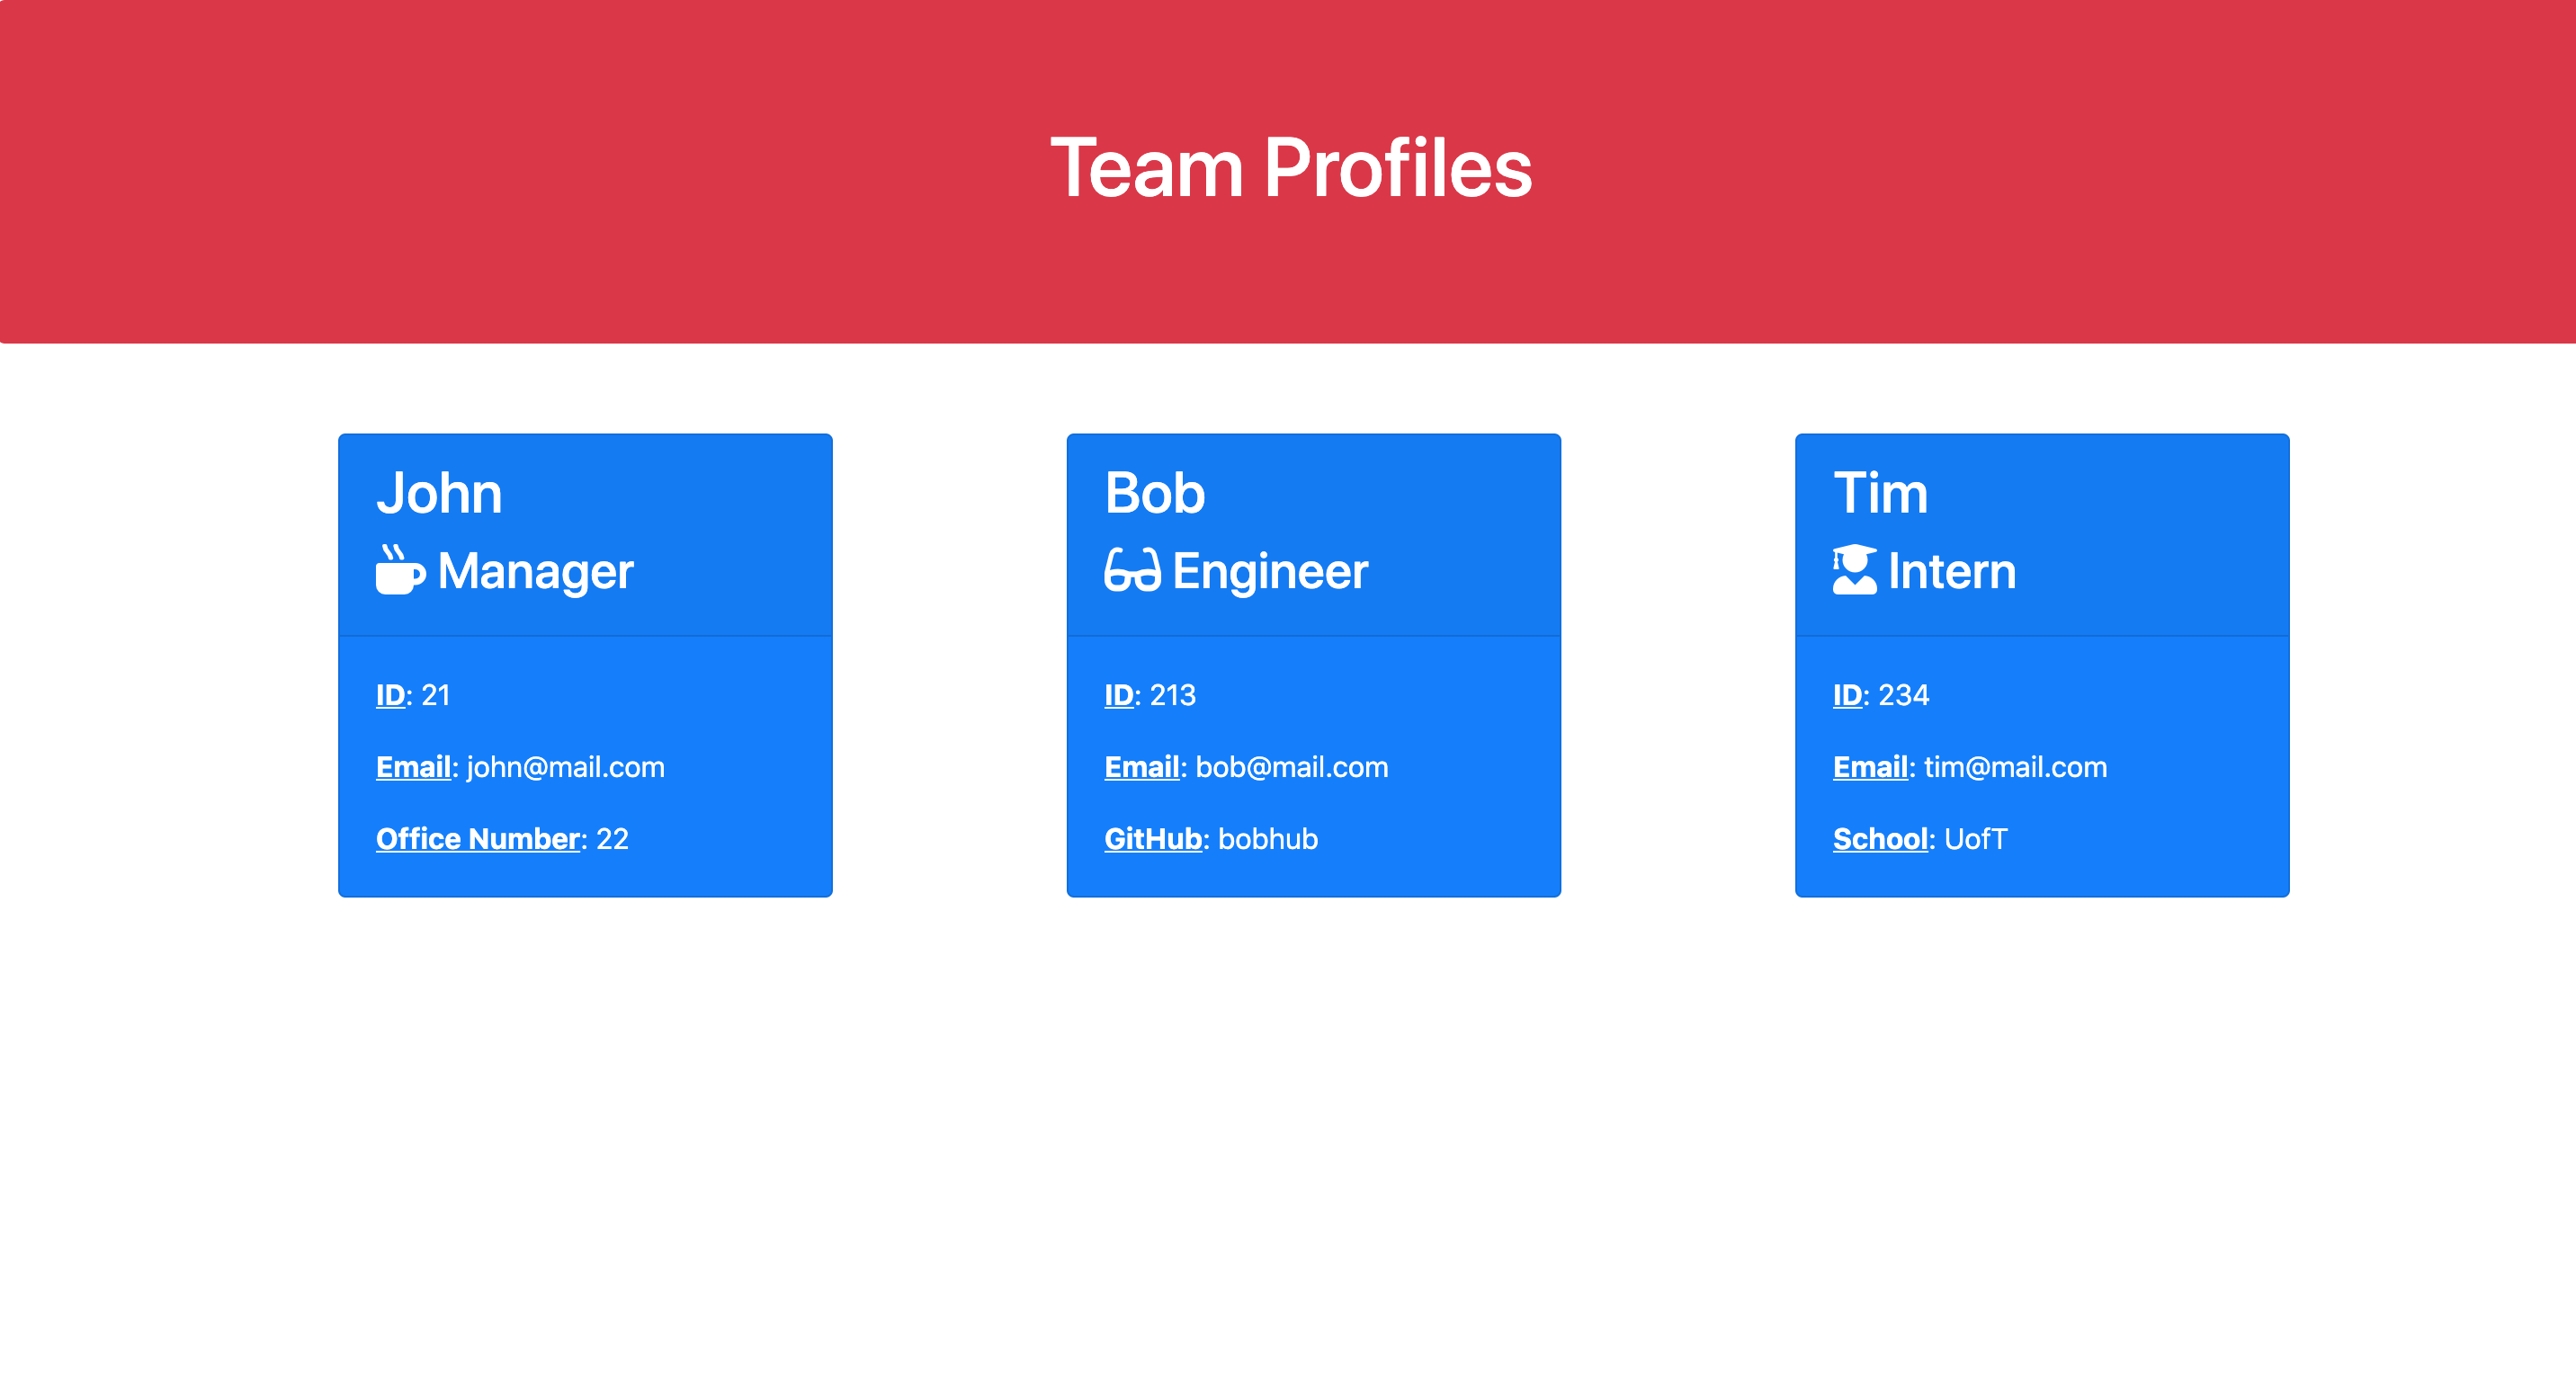 Team Profiles
John
Manager
ID: 21
Email: john@mail.com
Office Number: 22
Bob
Engineer
ID: 213
Email: bob@mail.com
GitHub: bobhub
Tim
Intern
ID: 234
Email: tim@mail.com
School: UofT